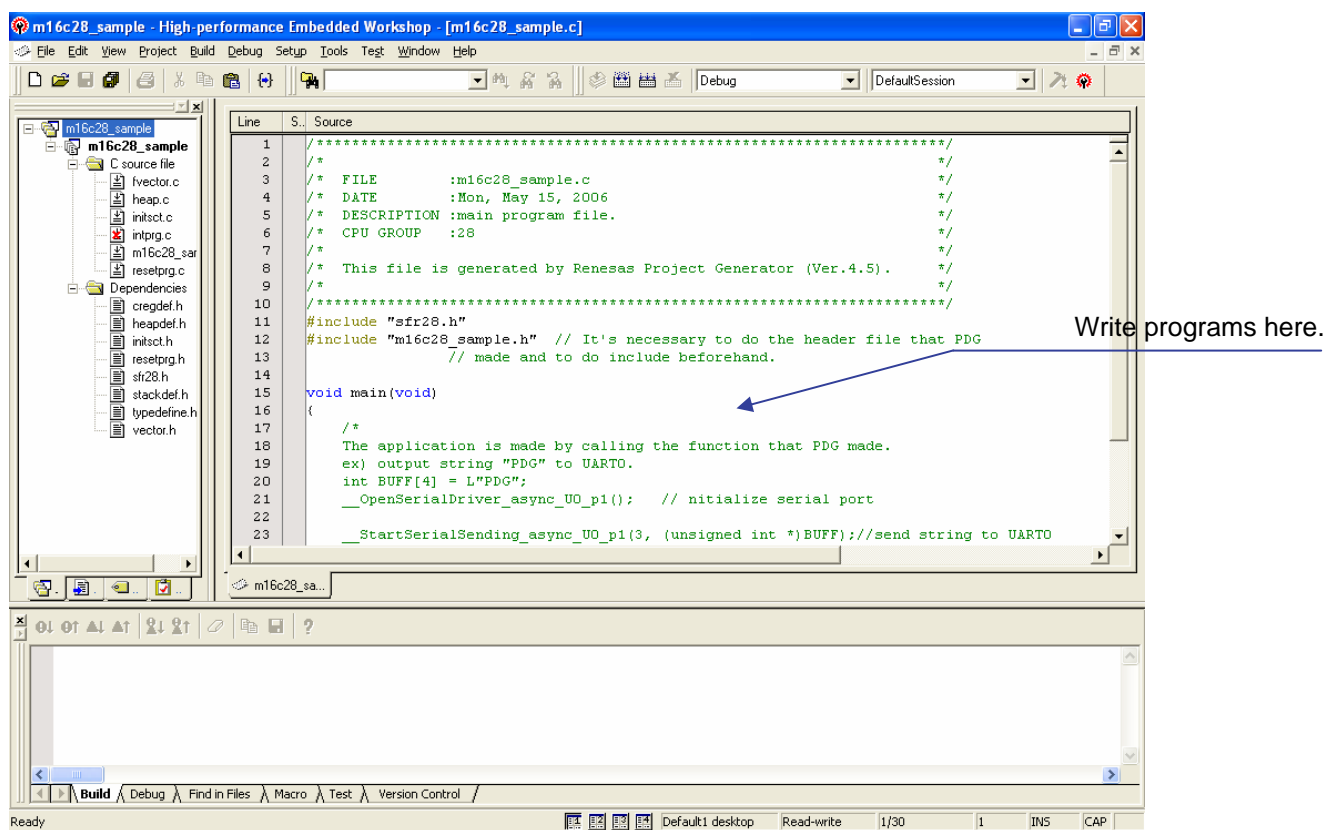 m16c28_sample - High-performance Embedded Workshop - [m16c28_sample.c]
File Edit View Project Build Debug Setup Tools Test Window Help
Debug DefaultSession
m16c28_sample
m16c28_sample
C source file
fvector.c
heap.c
initsct.c
intprg.c
m16c28_sar
resetprg.c
Dependencies
cregdef.h
heapdef.h
initsct.h
resetprg.h
sfr28.h
stackdef.h
typedefine.h
vector.h
Line S.. Source
1 /***********************************************************************/
2 /* */
3 /* FILE :m16c28_sample.c */
4 /* DATE :Mon, May 15, 2006 */
5 /* DESCRIPTION :main program file. */
6 /* CPU GROUP :28 */
7 /* */
8 /* This file is generated by Renesas Project Generator (Ver.4.5). */
9 /* */
10 /***********************************************************************/
11 #include "sfr28.h"
12 #include "m16c28_sample.h" // It's necessary to do the header file that PDG
13 // made and to do include beforehand.
14
15 void main(void)
16 {
17 /*
18 The application is made by calling the function that PDG made.
19 ex) output string "PDG" to UART0.
20 int BUFF[4] = L"PDG";
21 __OpenSerialDriver_async_U0_p1(); // nitialize serial port
22
23 __StartSerialSending_async_U0_p1(3, (unsigned int *)BUFF);//send string to UART0
Write programs here.
m16c28_sa...
Build Debug Find in Files Macro Test Version Control
Ready Default1 desktop Read-write 1/30 1 INS CAP